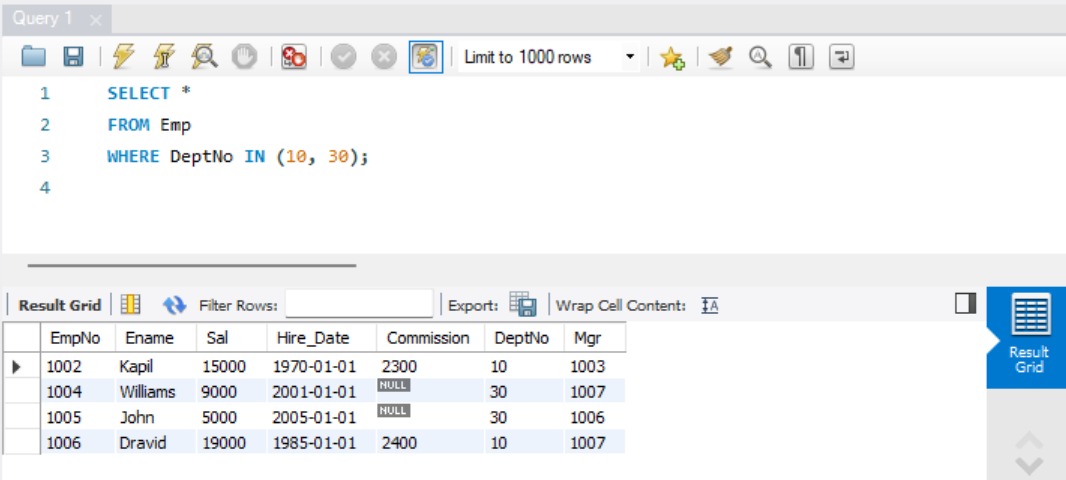 Query 1
Limit to 1000 rows
1 SELECT *
2 FROM Emp
3 WHERE DeptNo IN (10, 30);
4
Result Grid Filter Rows: Export: Wrap Cell Content:
EmpNo Ename Sal Hire_Date Commission DeptNo Mgr
1002 Kapil 15000 1970-01-01 2300 10 1003
1004 Williams 9000 2001-01-01 NULL 30 1007
1005 John 5000 2005-01-01 NULL 30 1006
1006 Dravid 19000 1985-01-01 2400 10 1007
Result
Grid